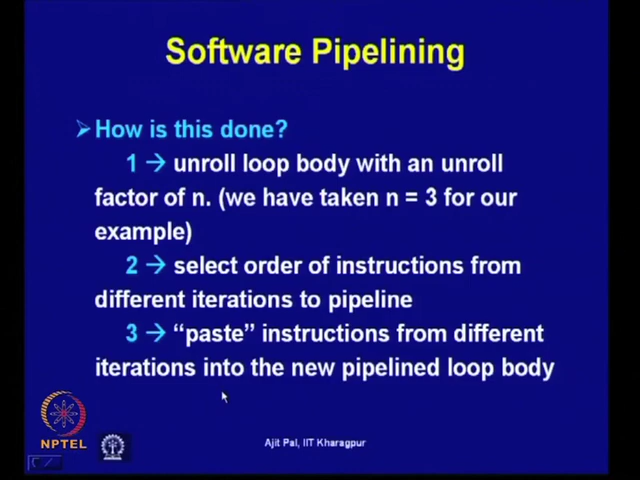 Software Pipelining
How is this done?
1 → unroll loop body with an unroll
factor of n. (we have taken n = 3 for our
example)
2 → select order of instructions from
different iterations to pipeline
3 → “paste” instructions from different
iterations into the new pipelined loop body
NPTEL
Ajit Pal, IIT Kharagpur